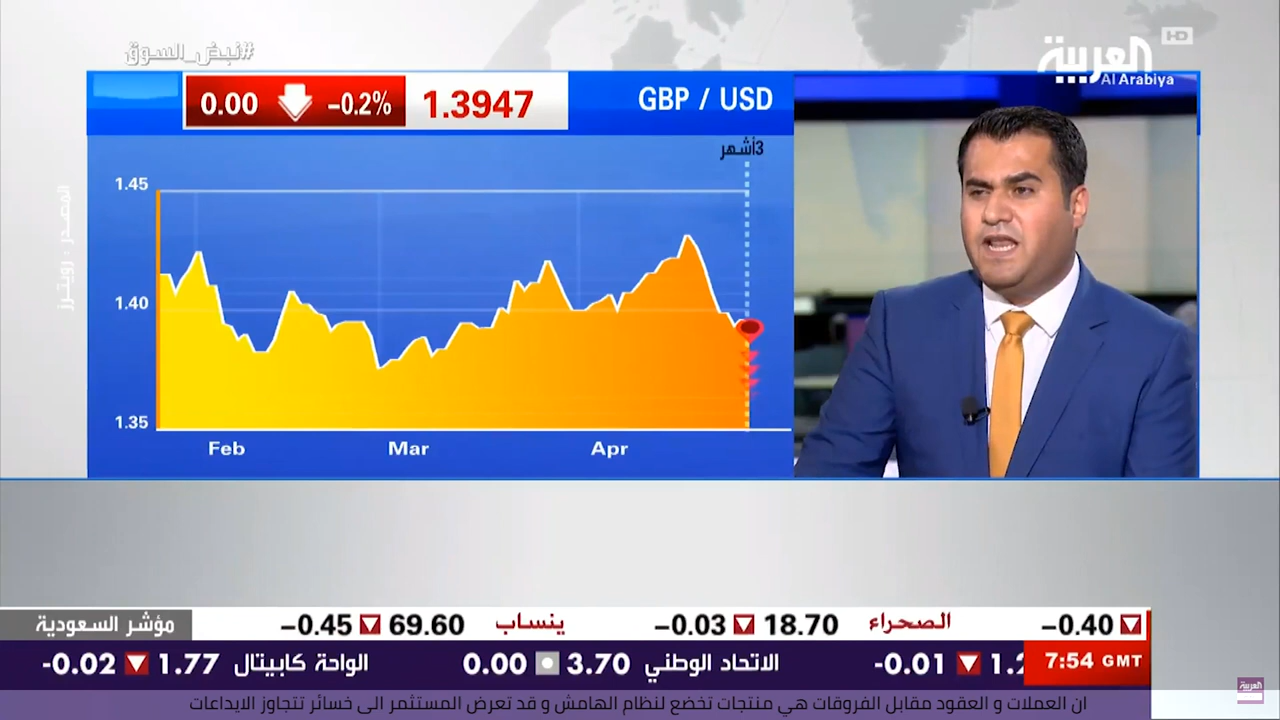 #نبض_السوق
HD
العربية
Al Arabiya
0.00 –0.2% 1.3947 GBP / USD
3أشهر
المصدر : رويترز
1.45
1.40
1.35
Feb Mar Apr
–0.40 الصحراء 18.70 –0.03 ينساب 69.60 –0.45 مؤشر السعودية
7:54 GMT
-0.01 الاتحاد الوطني 3.70 0.00 الواحة كابيتال 1.77 -0.02
ان العملات و العقود مقابل الفروقات هي منتجات تخضع لنظام الهامش و قد تعرض المستثمر الى خسائر تتجاوز الايداعات
العربية